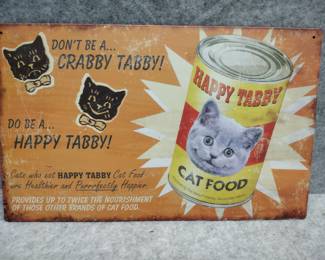 DON'T BE A...
CRABBY TABBY!
DO BE A...
HAPPY TABBY!
Cats who eat HAPPY TABBY Cat Food
are Healthier and Purrrfectly Happier.
PROVIDES UP TO TWICE THE NOURISHMENT
OF THOSE OTHER BRANDS OF CAT FOOD.
HAPPY TABBY
CAT FOOD